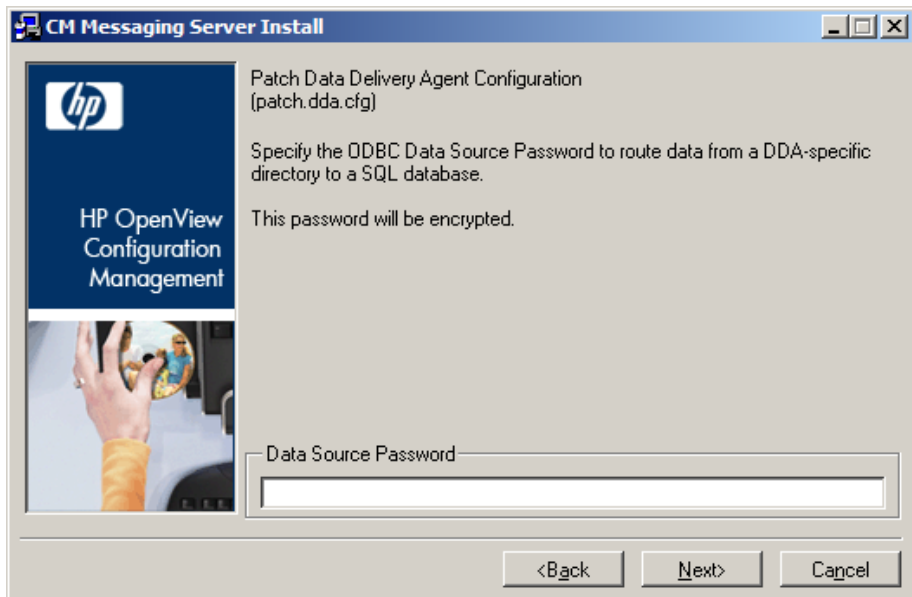 CM Messaging Server Install
hp
HP OpenView
Configuration
Management
Patch Data Delivery Agent Configuration
(patch.dda.cfg)
Specify the ODBC Data Source Password to route data from a DDA-specific
directory to a SQL database.
This password will be encrypted.
Data Source Password
<Back
Next>
Cancel